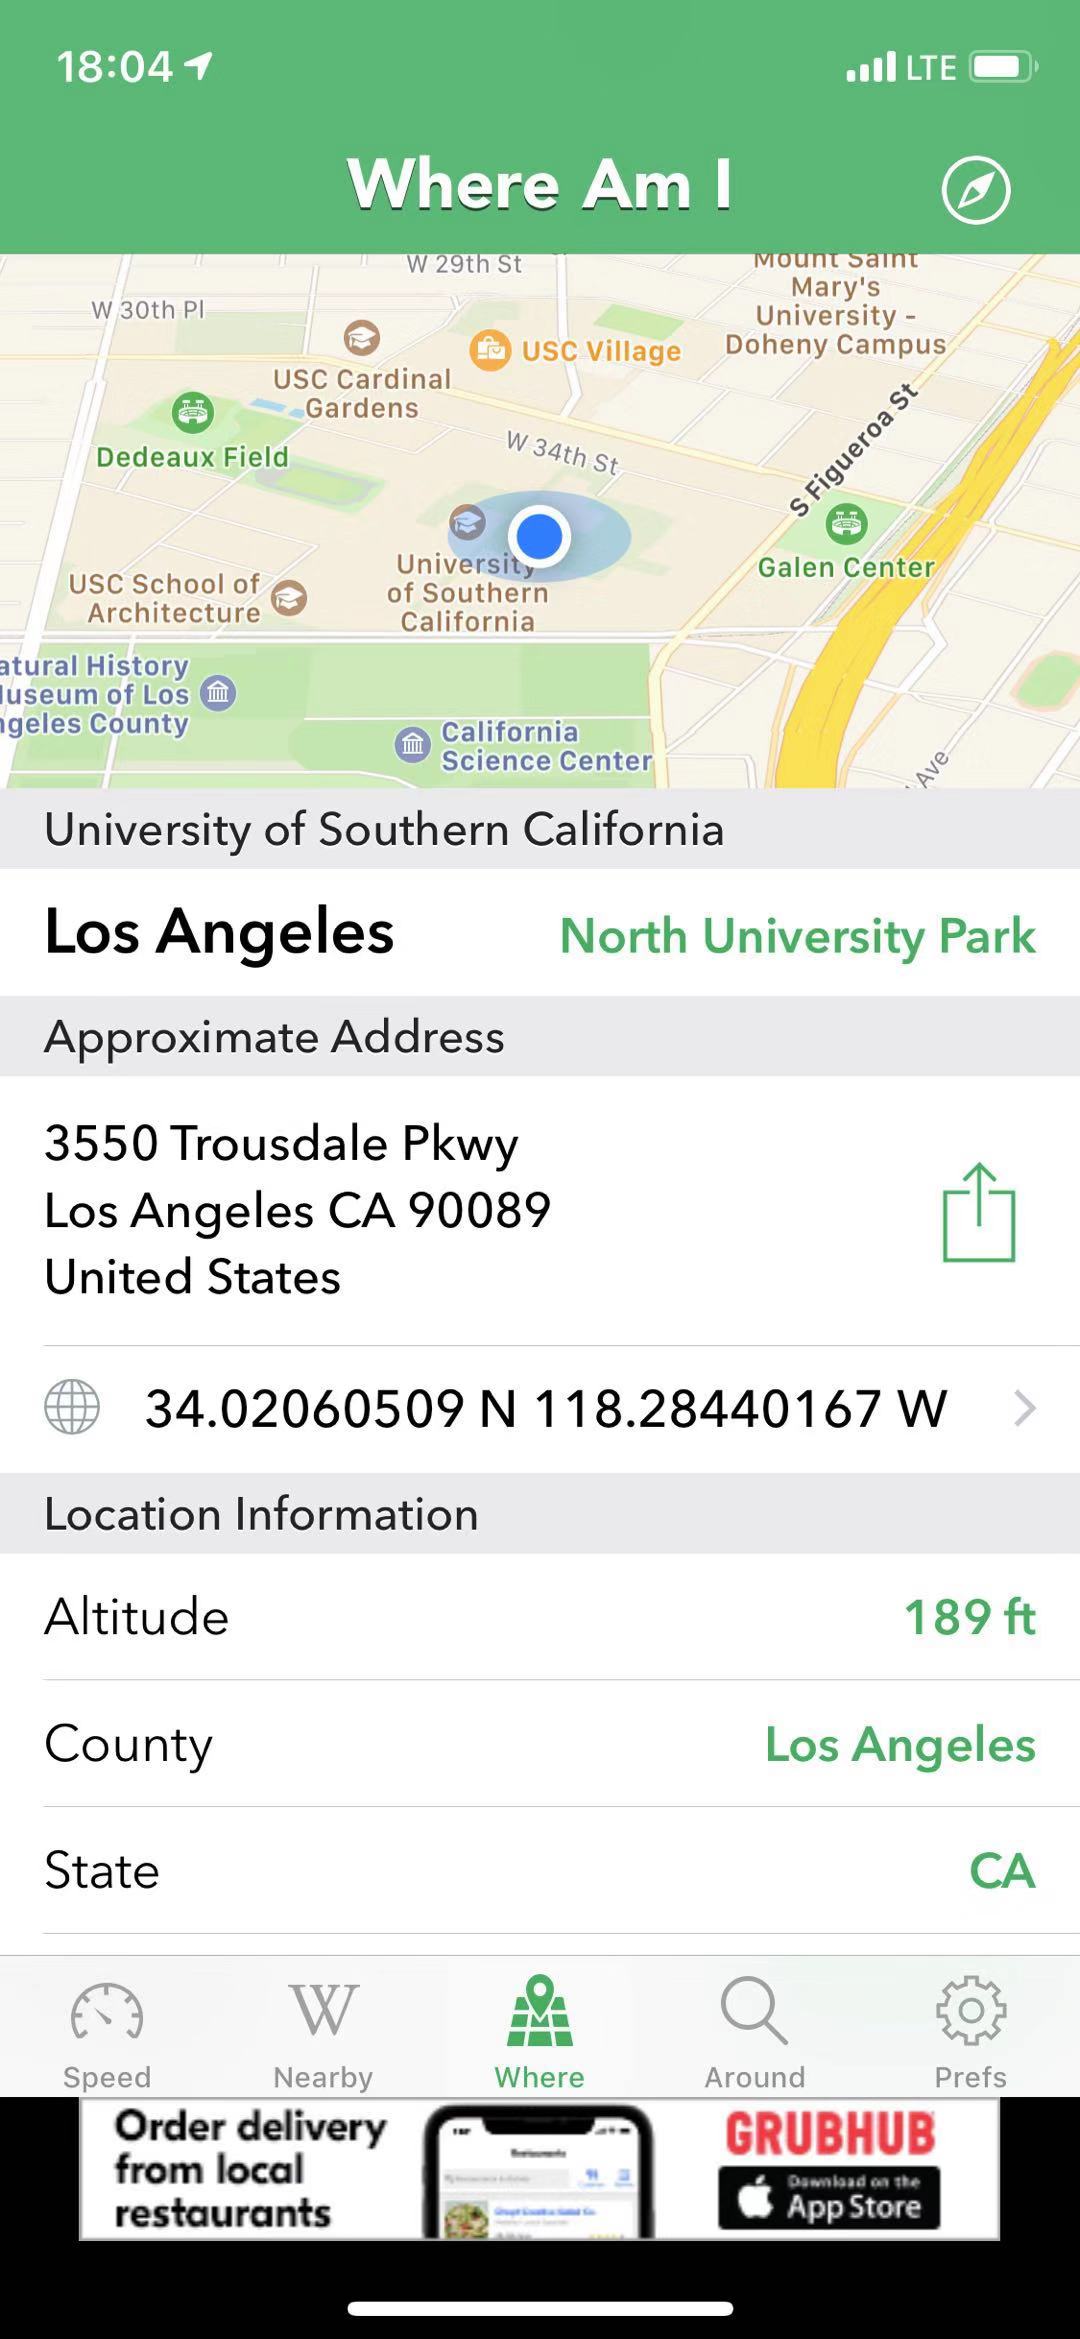 18:04
LTE
Where Am I
W 29th St
Mount Saint
Mary's
University -
Doheny Campus
W 30th Pl
USC Village
USC Cardinal
Gardens
S Figueroa St
W 34th St
Dedeaux Field
Galen Center
University
of Southern
California
USC School of
Architecture
atural History
useum of Los
ngeles County
California
Science Center
Ave
University of Southern California
Los Angeles
North University Park
Approximate Address
3550 Trousdale Pkwy
Los Angeles CA 90089
United States
34.02060509 N 118.28440167 W
Location Information
Altitude
189 ft
County
Los Angeles
State
CA
W
Speed
Nearby
Where
Around
Prefs
Order delivery
from local
restaurants
GRUBHUB
Download on the
App Store